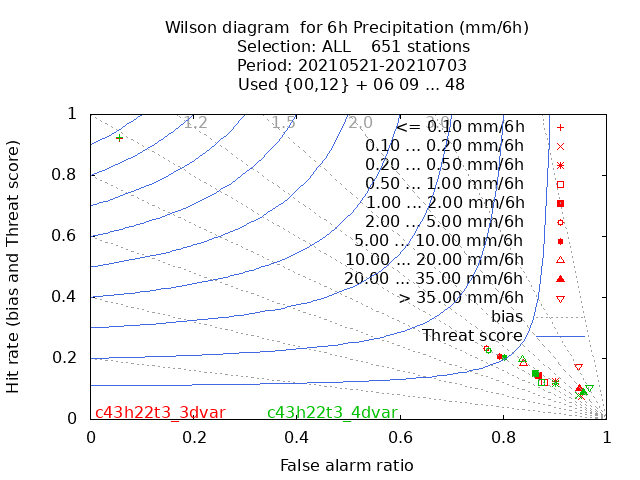 Wilson diagram for 6h Precipitation (mm/6h)
Selection: ALL 651 stations
Period: 20210521-20210703
Used {00,12} + 06 09 ... 48
Hit rate (bias and Threat score)
1
0.8
0.6
0.4
0.2
0
1.2 1.5 2.0
<= 0.10 mm/6h
0.10 ... 0.20 mm/6h
0.20 ... 0.50 mm/6h
0.50 ... 1.00 mm/6h
1.00 ... 2.00 mm/6h
2.00 ... 5.00 mm/6h
5.00 ... 10.00 mm/6h
10.00 ... 20.00 mm/6h
20.00 ... 35.00 mm/6h
> 35.00 mm/6h
bias
Threat score
c43h22t3_3dvar c43h22t3_4dvar
0 0.2 0.4 0.6 0.8 1
False alarm ratio